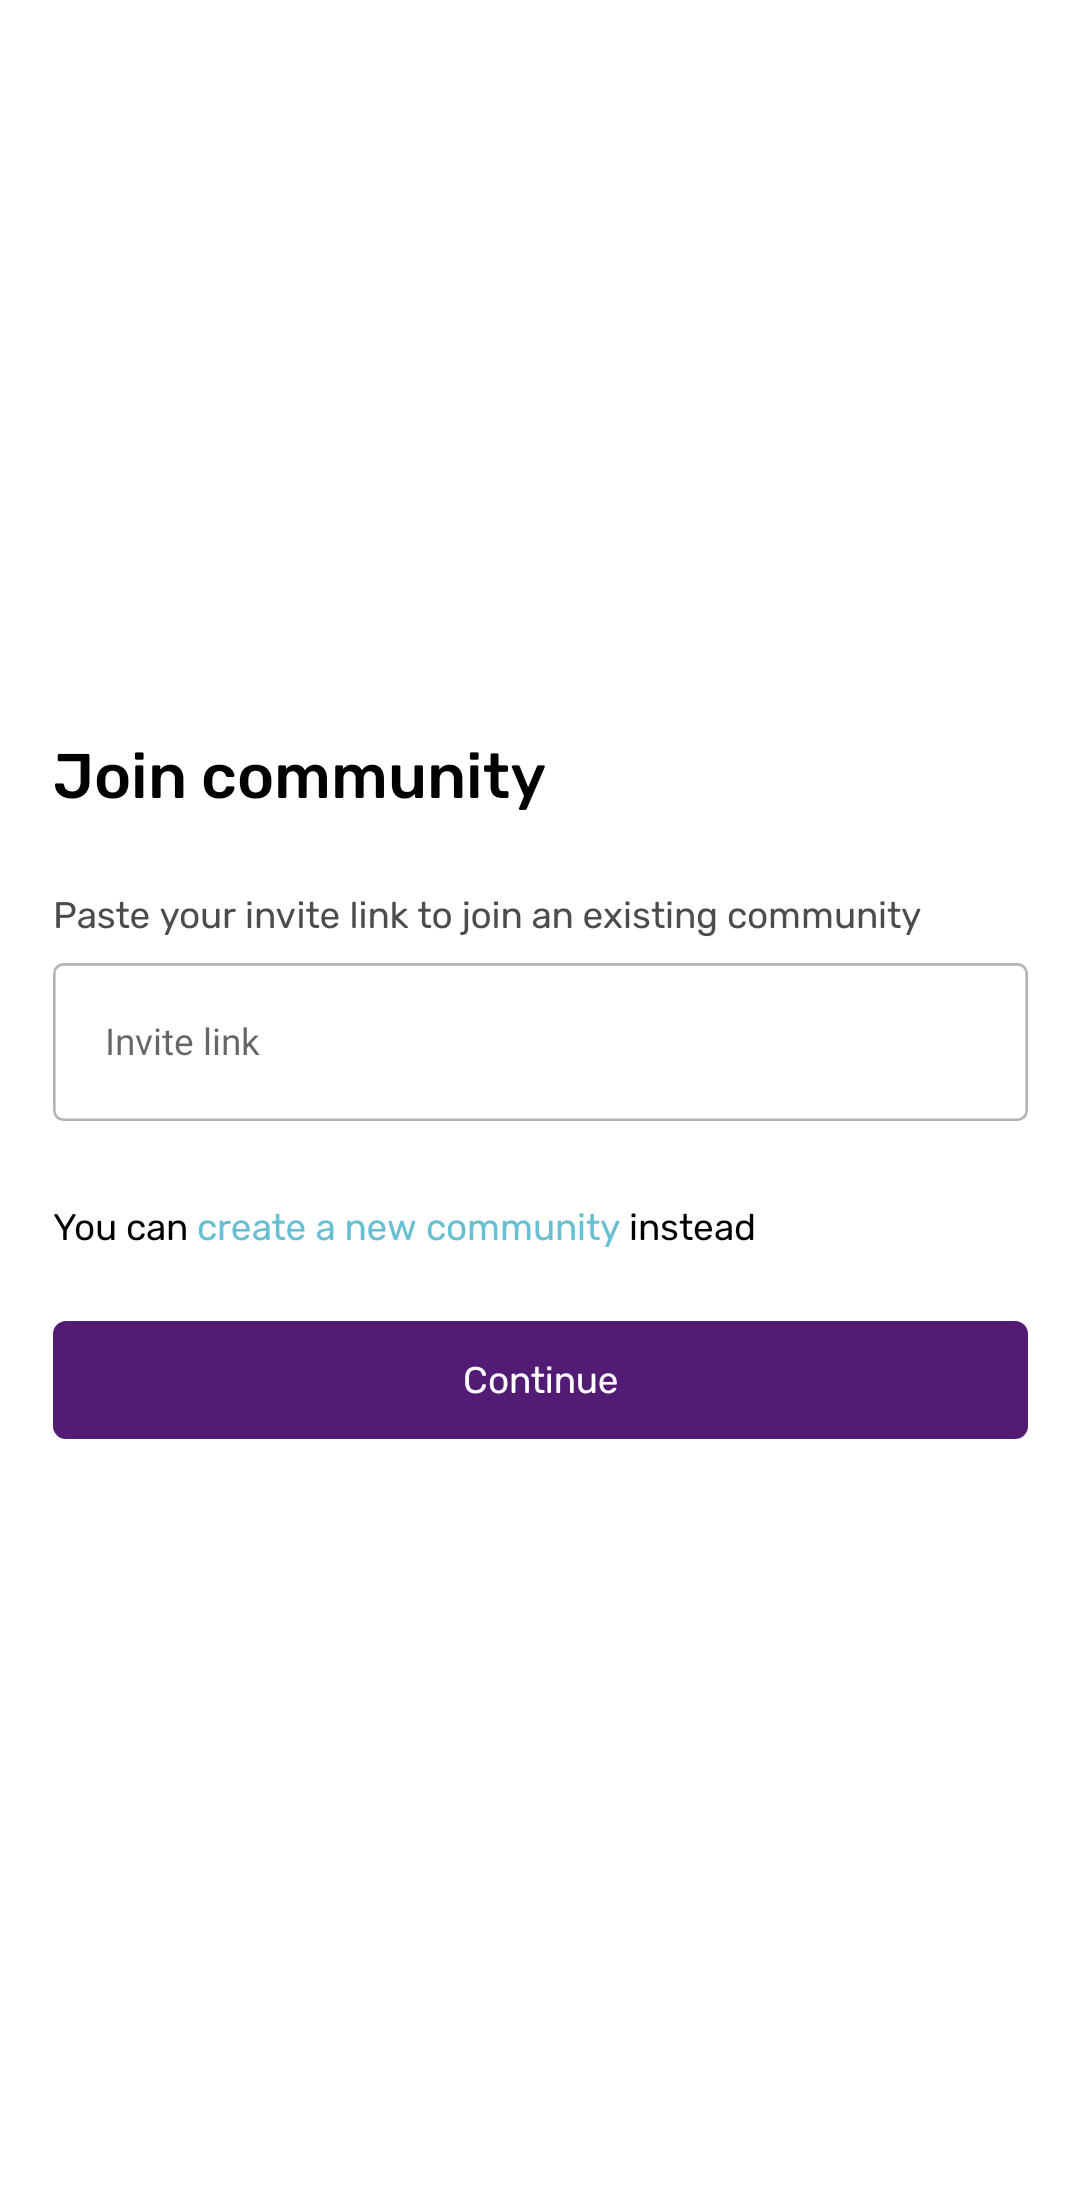 Join community
Paste your invite link to join an existing community
Invite link
You can create a new community instead
Continue